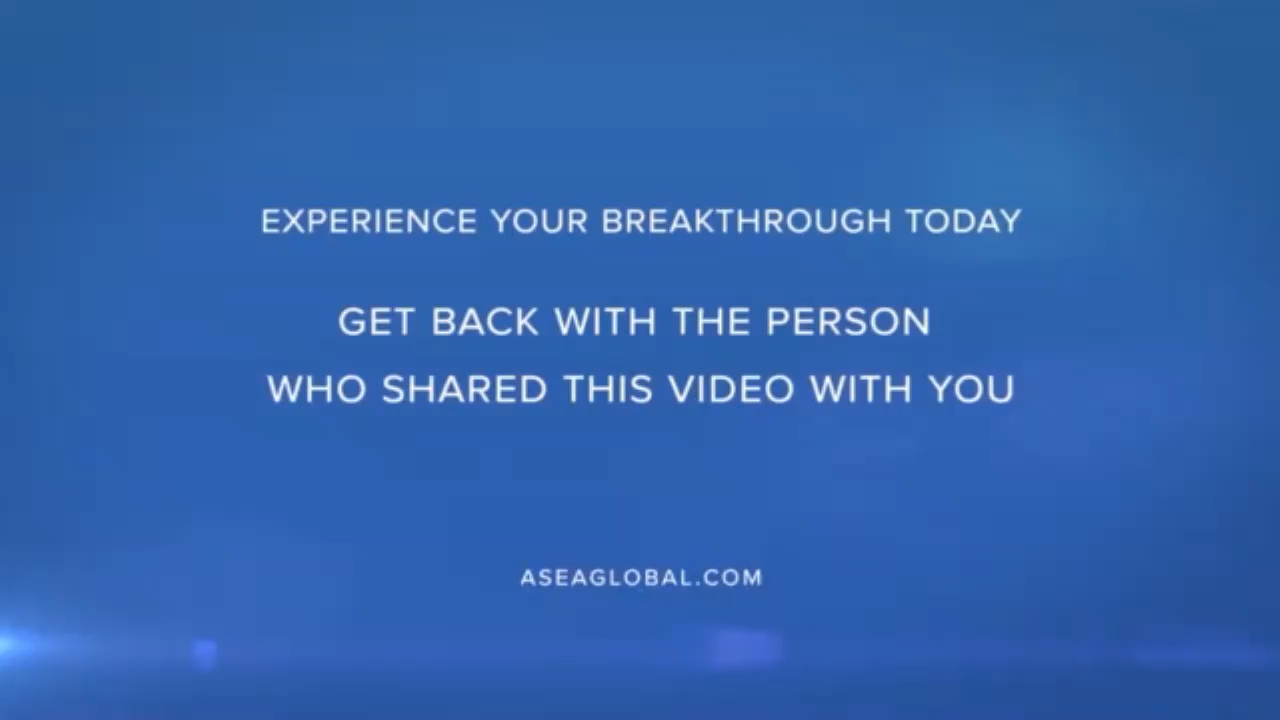 EXPERIENCE YOUR BREAKTHROUGH TODAY
GET BACK WITH THE PERSON
WHO SHARED THIS VIDEO WITH YOU
ASEAGLOBAL.COM